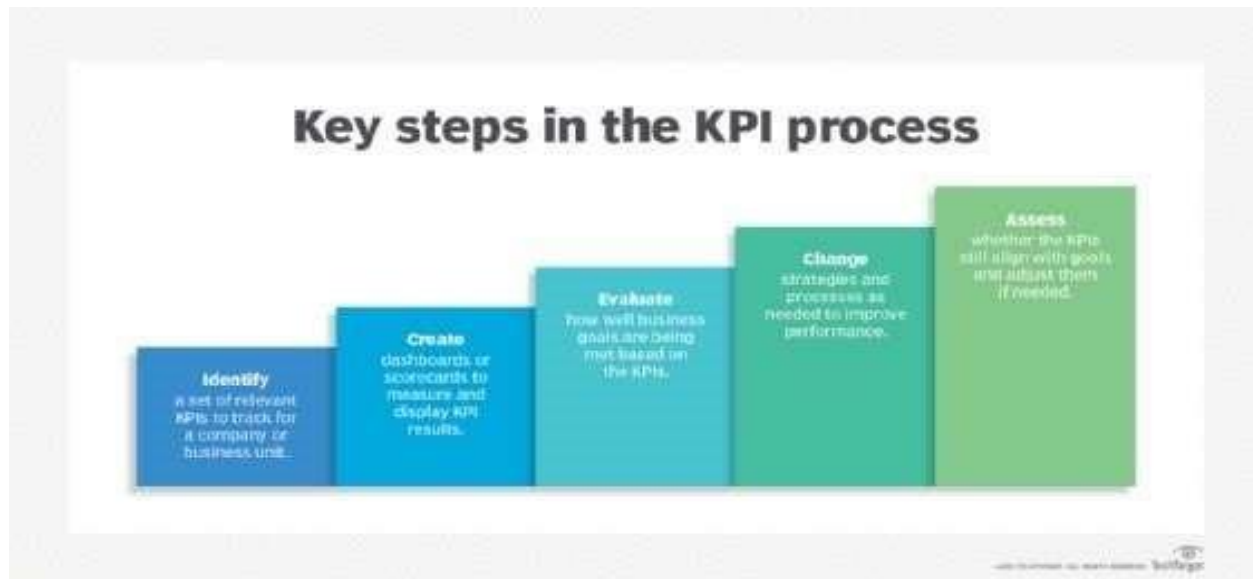 Key steps in the KPI process
Identify
a set of relevant
KPIs to track for
a company or
business unit.
Create
dashboards or
scorecards to
measure and
display KPI
results.
Evaluate
how well business
goals are being
met based on
the KPIs.
Change
strategies and
processes as
needed to improve
performance.
Assess
whether the KPIs
still align with goals
and adjust them
if needed.
ALL RIGHTS RESERVED
TechTarget